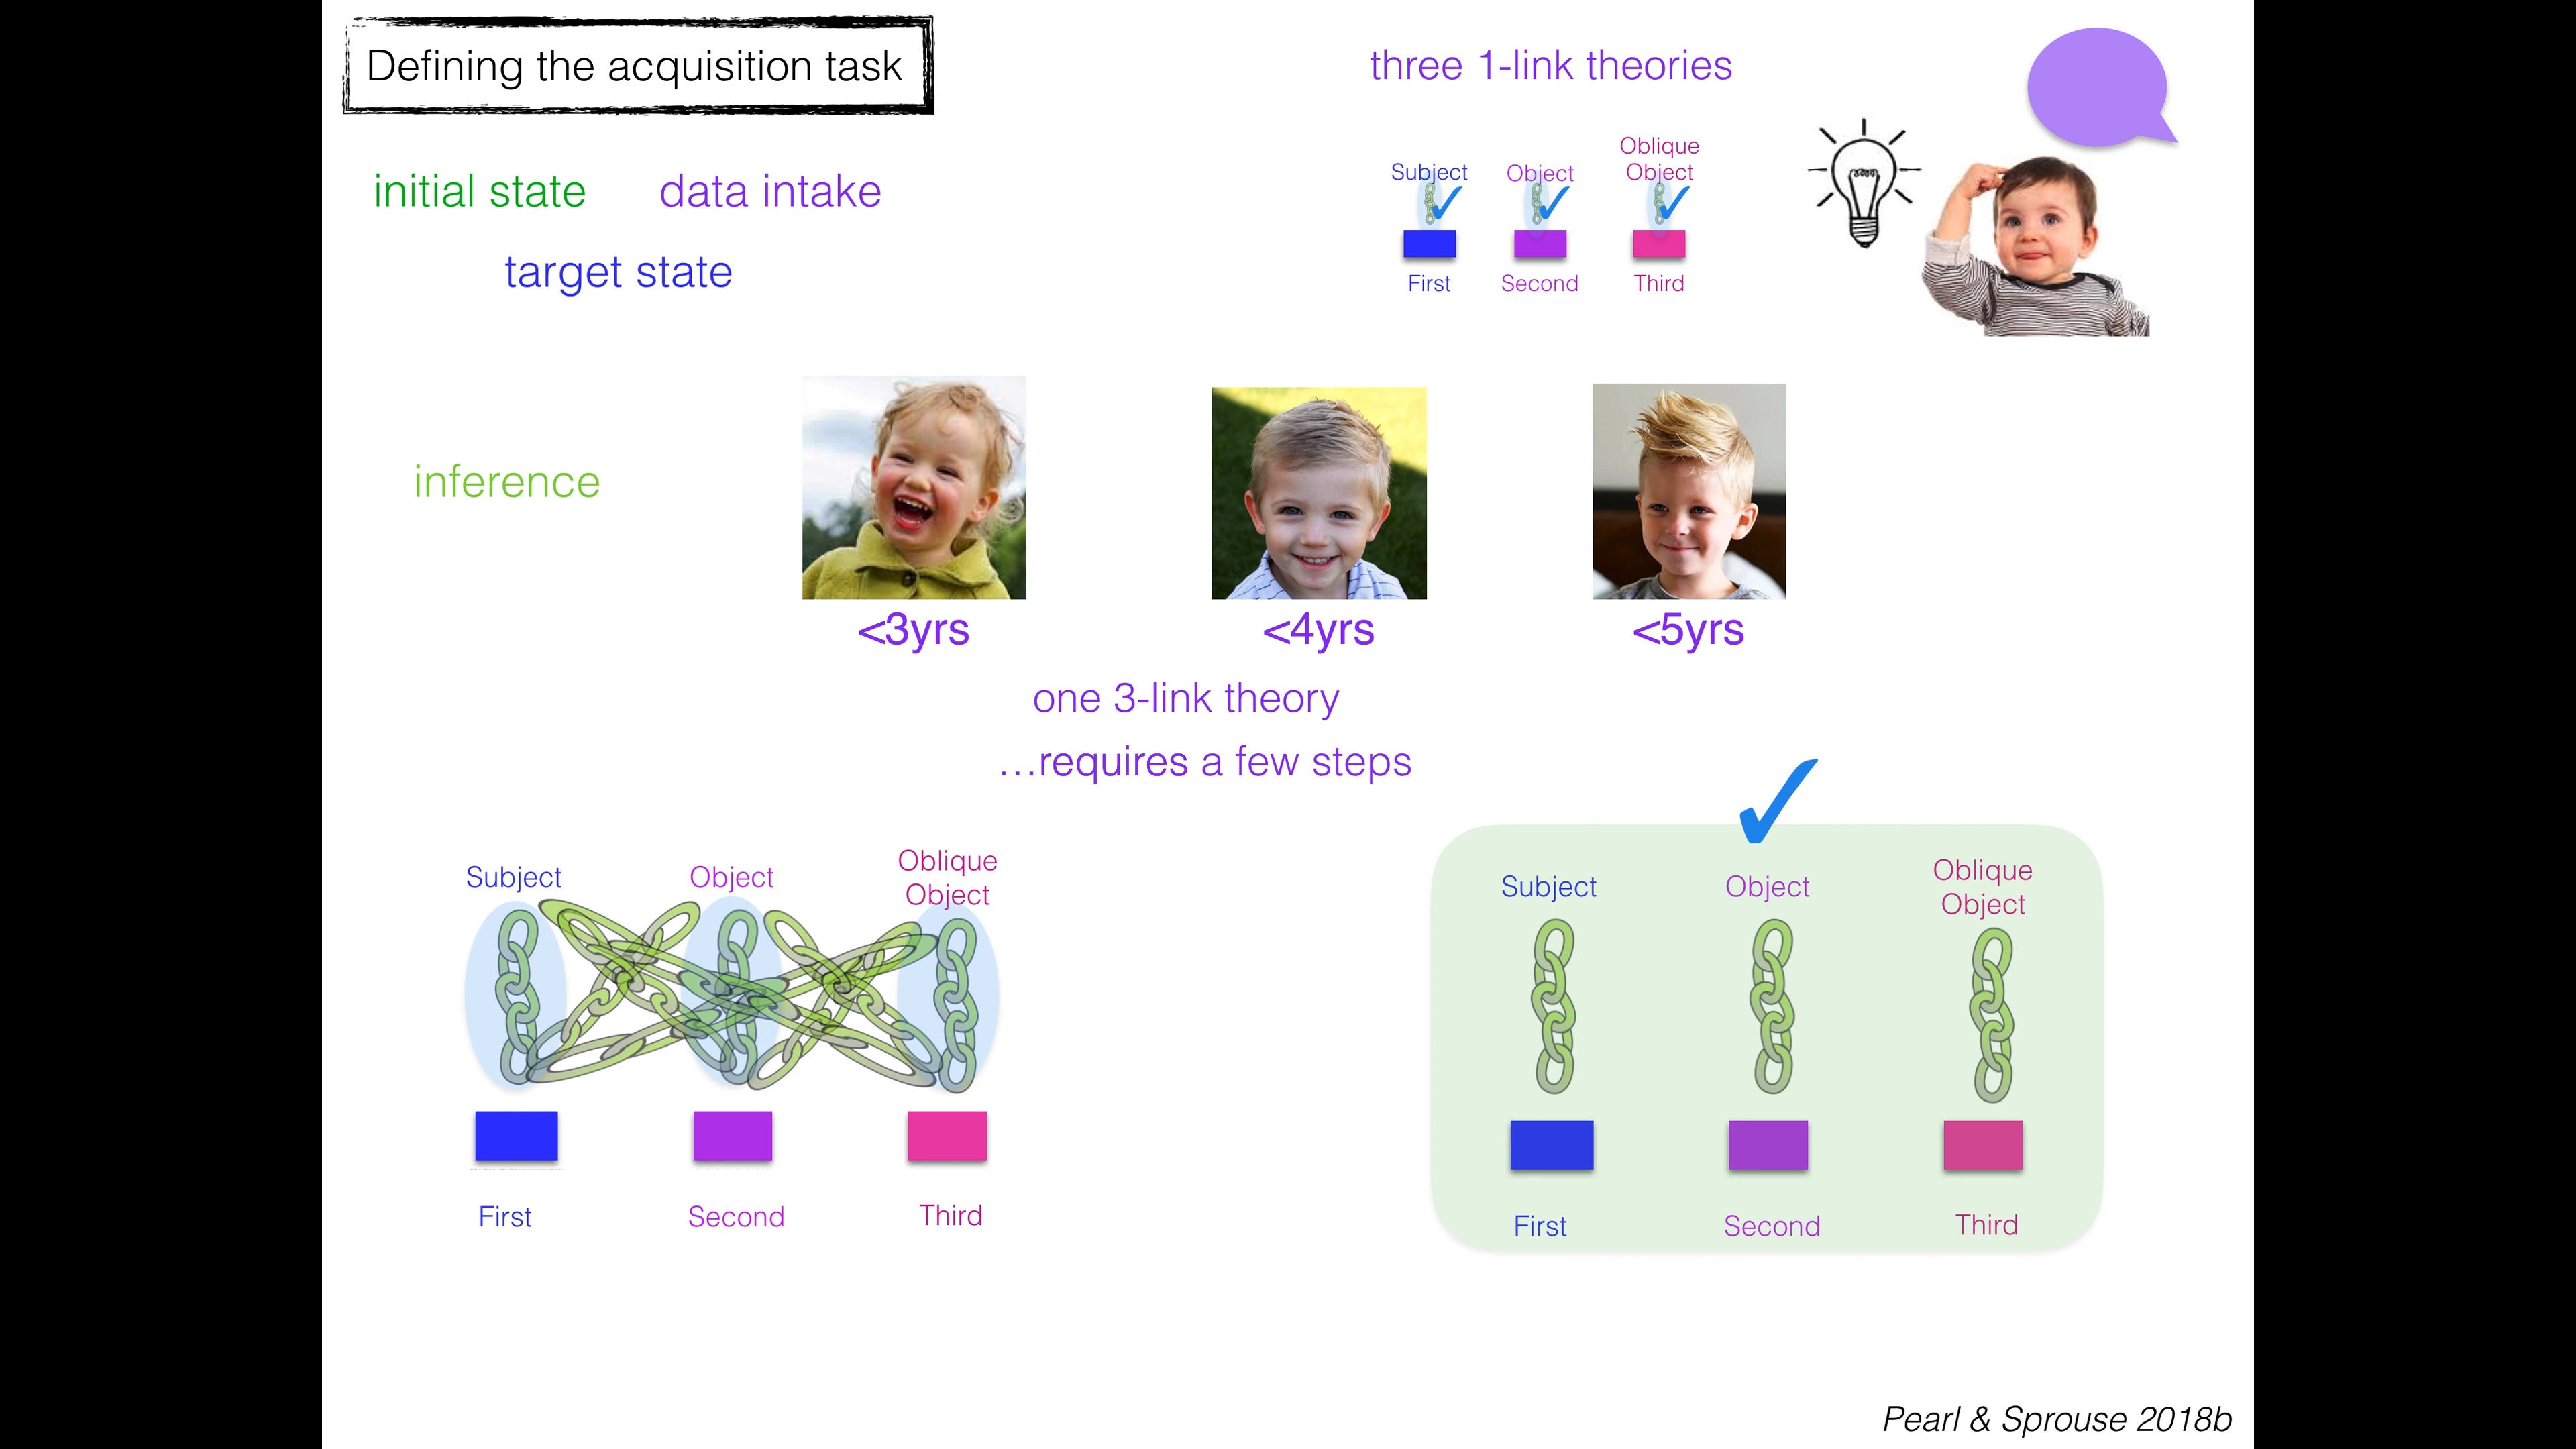 Defining the acquisition task
three 1-link theories
initial state
data intake
target state
Subject
Object
Oblique
Object
First
Second
Third
inference
<3yrs
<4yrs
<5yrs
one 3-link theory
…requires a few steps
Subject
Object
Oblique
Object
First
Second
Third
Subject
Object
Oblique
Object
First
Second
Third
Pearl & Sprouse 2018b